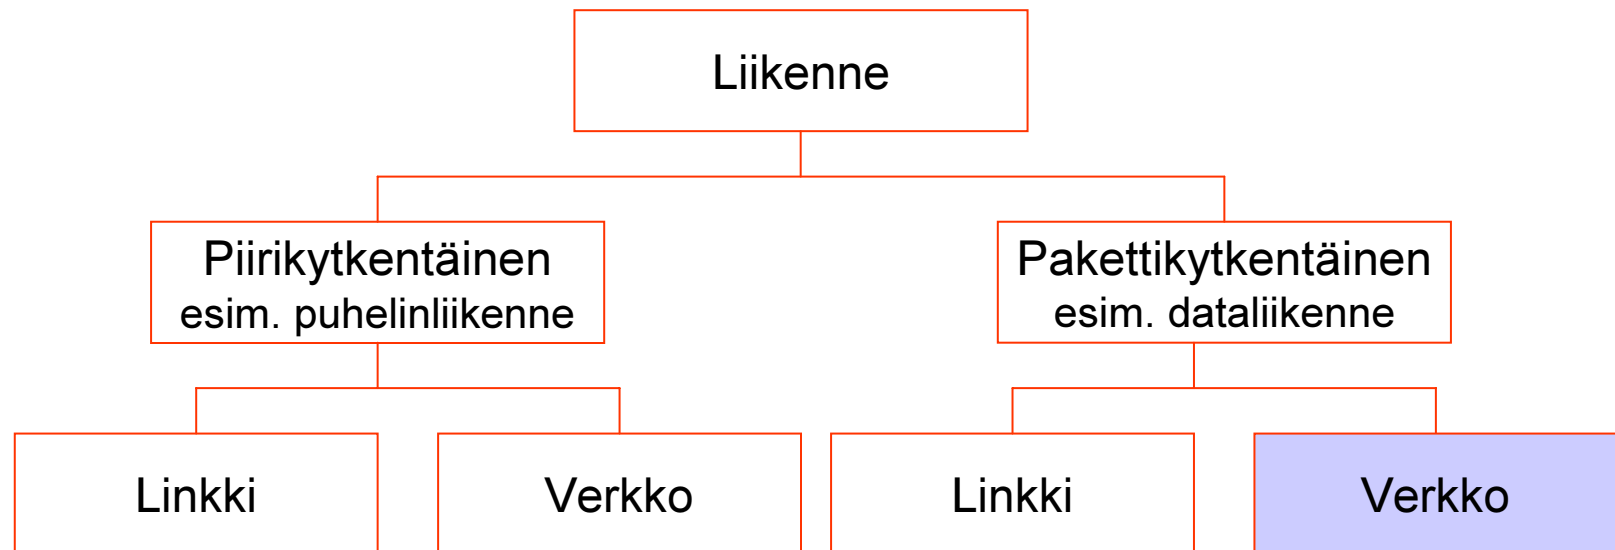 Liikenne
Piirikytkentäinen
esim. puhelinliikenne
Pakettikytkentäinen
esim. dataliikenne
Linkki
Verkko
Linkki
Verkko